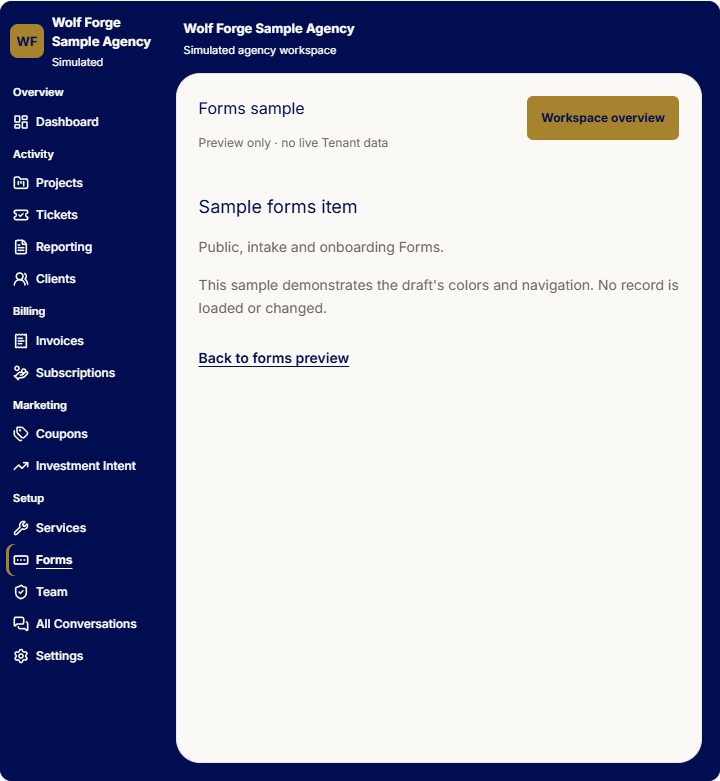 WF
Wolf Forge
Sample Agency
Simulated
Overview
Dashboard
Activity
Projects
Tickets
Reporting
Clients
Billing
Invoices
Subscriptions
Marketing
Coupons
Investment Intent
Setup
Services
Forms
Team
All Conversations
Settings
Wolf Forge Sample Agency
Simulated agency workspace
Forms sample
Preview only · no live Tenant data
Workspace overview
Sample forms item
Public, intake and onboarding Forms.
This sample demonstrates the draft's colors and navigation. No record is
loaded or changed.
Back to forms preview